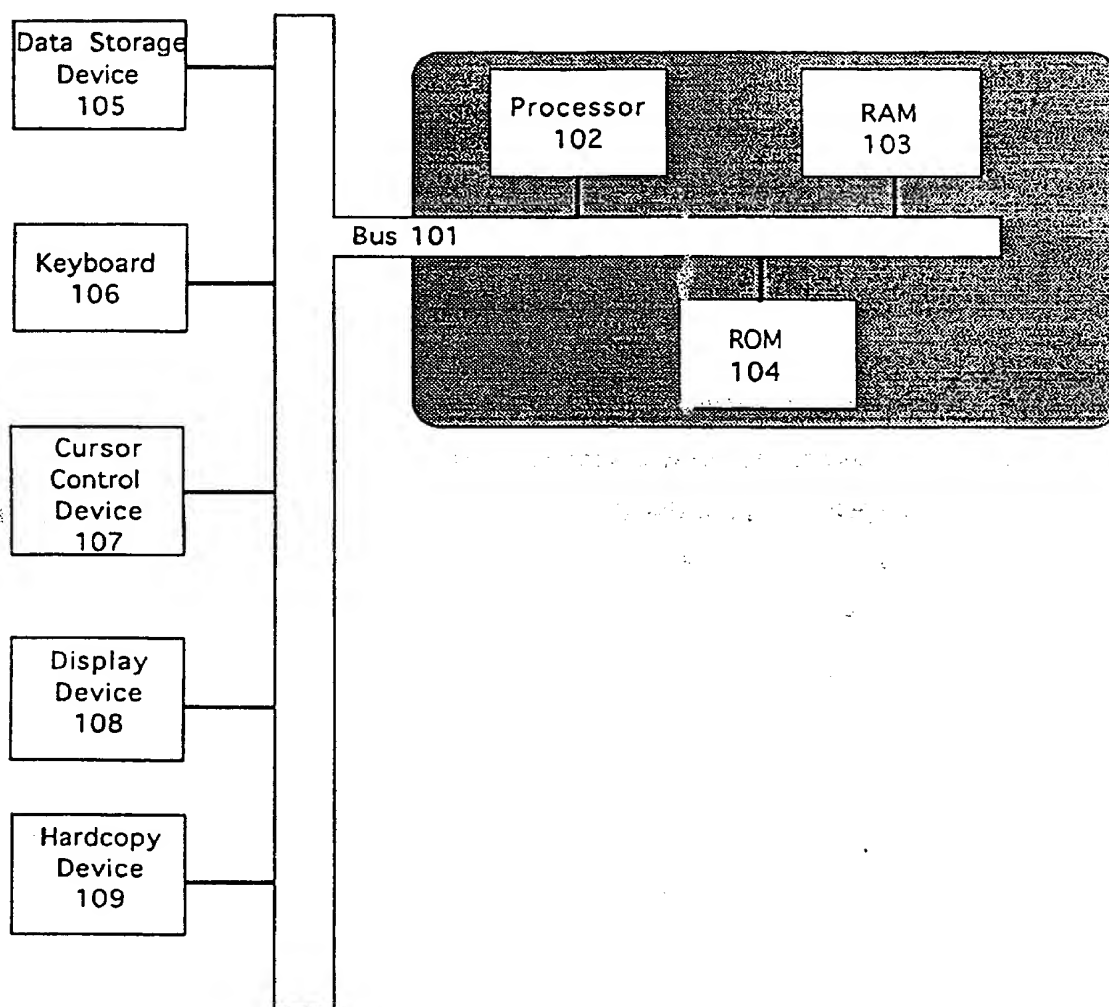 Data Storage
Device
105
Processor
102
RAM
103
Bus 101
Keyboard
106
ROM
104
Cursor
Control
Device
107
Display
Device
108
Hardcopy
Device
109